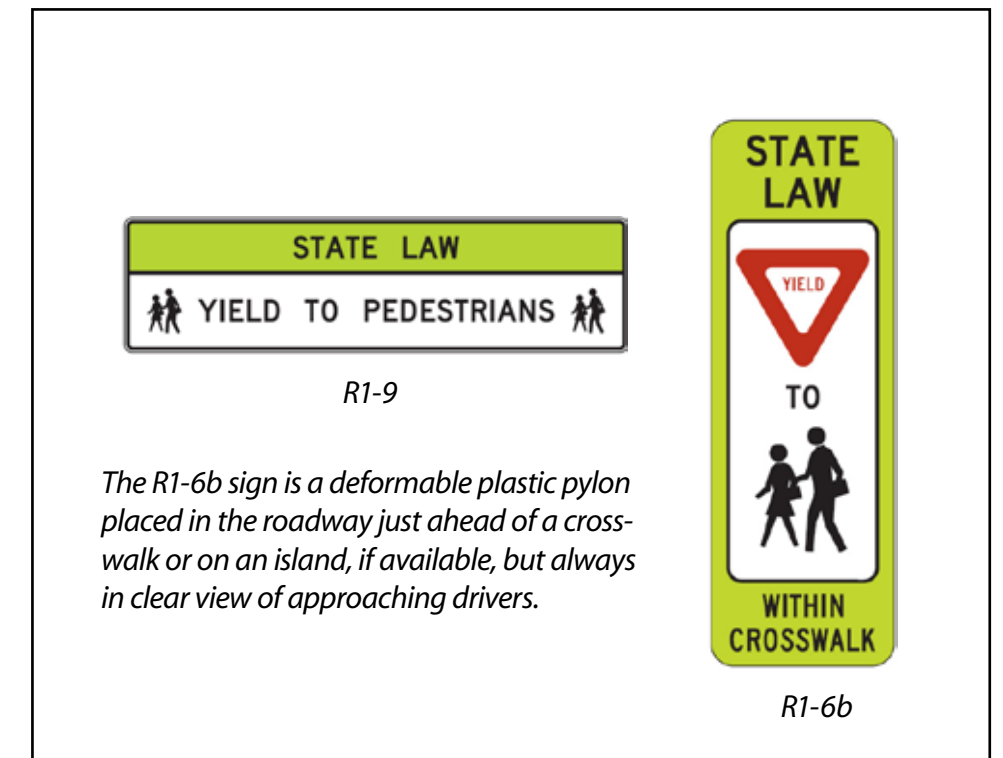 STATE LAW
YIELD TO PEDESTRIANS
R1-9
The R1-6b sign is a deformable plastic pylon
placed in the roadway just ahead of a cross-
walk or on an island, if available, but always
in clear view of approaching drivers.
STATE
LAW
YIELD
TO
WITHIN
CROSSWALK
R1-6b